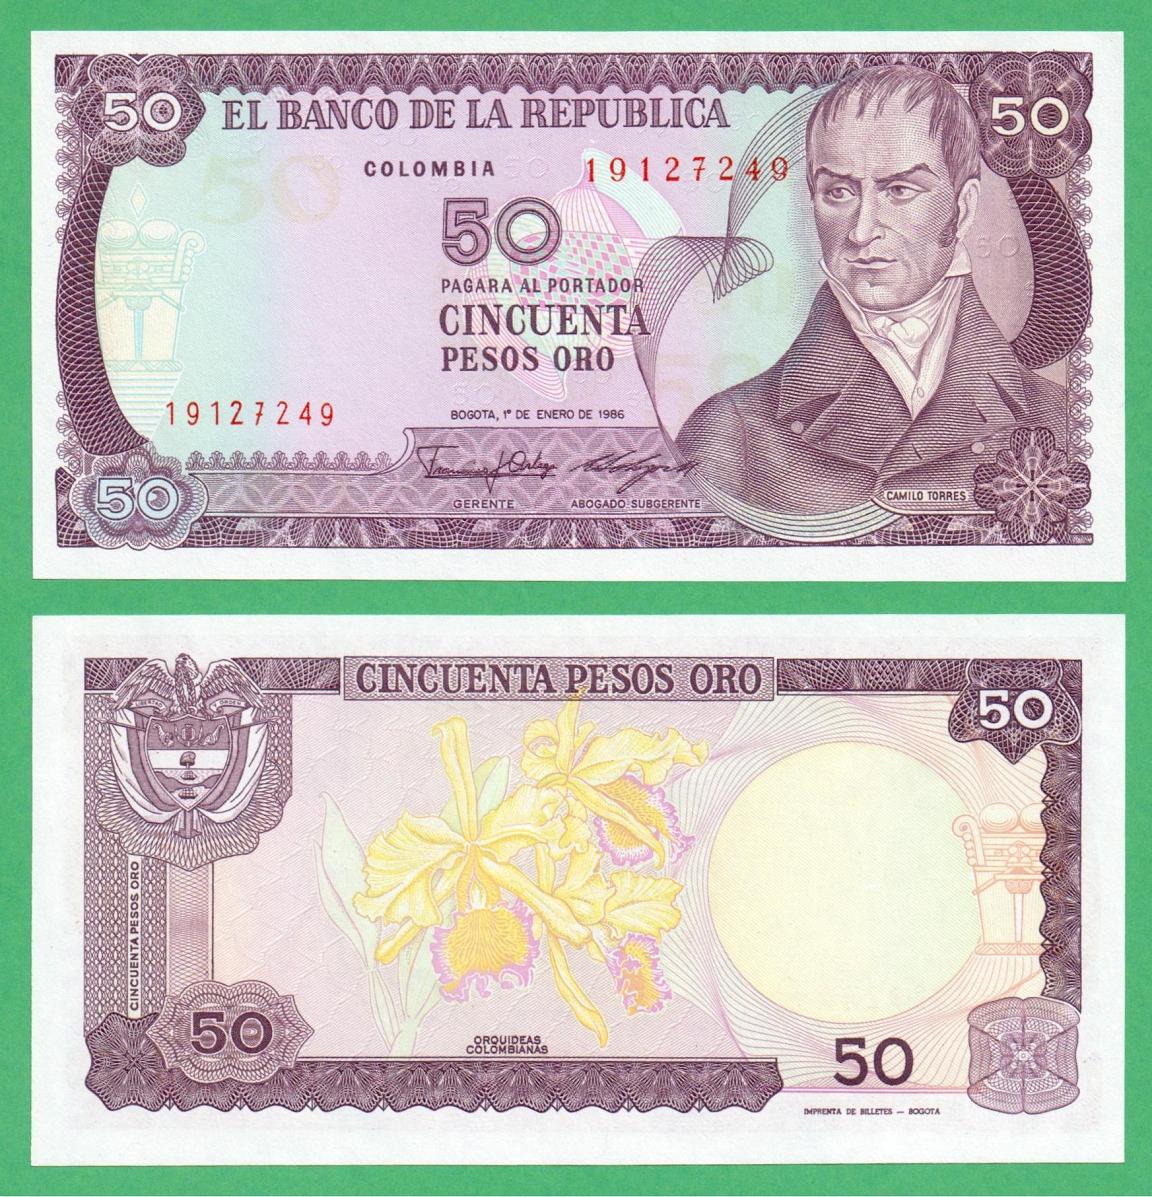 50
50
EL BANCO DE LA REPUBLICA
COLOMBIA
19127249
50
PAGARA AL PORTADOR
CINCUENTA
PESOS ORO
BOGOTA, 1º DE ENERO DE 1986
19127249
GERENTE
ABOGADO SUBGERENTE
CAMILO TORRES
50
CINCUENTA PESOS ORO
50
CINCUENTA PESOS ORO
50
ORQUIDEAS
COLOMBIANAS
50
IMPRENTA DE BILLETES — BOGOTA